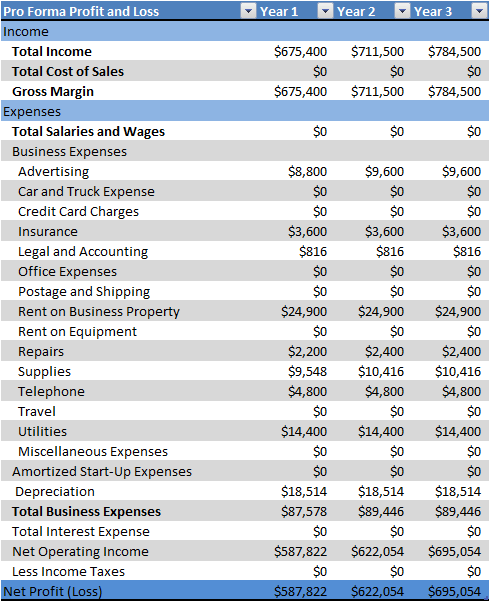 Pro Forma Profit and Loss Year 1 Year 2 Year 3
Income
Total Income $675,400 $711,500 $784,500
Total Cost of Sales $0 $0 $0
Gross Margin $675,400 $711,500 $784,500
Expenses
Total Salaries and Wages $0 $0 $0
Business Expenses
Advertising $8,800 $9,600 $9,600
Car and Truck Expense $0 $0 $0
Credit Card Charges $0 $0 $0
Insurance $3,600 $3,600 $3,600
Legal and Accounting $816 $816 $816
Office Expenses $0 $0 $0
Postage and Shipping $0 $0 $0
Rent on Business Property $24,900 $24,900 $24,900
Rent on Equipment $0 $0 $0
Repairs $2,200 $2,400 $2,400
Supplies $9,548 $10,416 $10,416
Telephone $4,800 $4,800 $4,800
Travel $0 $0 $0
Utilities $14,400 $14,400 $14,400
Miscellaneous Expenses $0 $0 $0
Amortized Start-Up Expenses $0 $0 $0
Depreciation $18,514 $18,514 $18,514
Total Business Expenses $87,578 $89,446 $89,446
Total Interest Expense $0 $0 $0
Net Operating Income $587,822 $622,054 $695,054
Less Income Taxes $0 $0 $0
Net Profit (Loss) $587,822 $622,054 $695,054